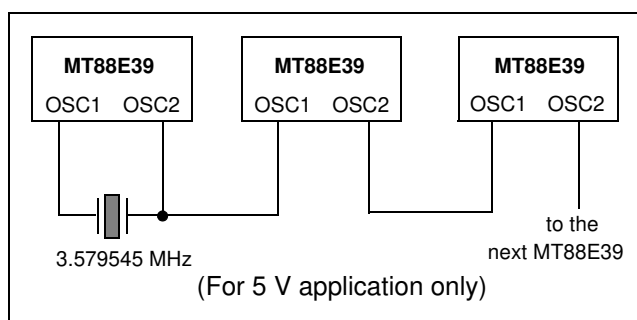 MT88E39 MT88E39 MT88E39
OSC1 OSC2 OSC1 OSC2 OSC1 OSC2
to the
next MT88E39
3.579545 MHz
(For 5 V application only)